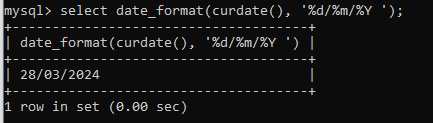 mysql> select date_format(curdate(), '%d/%m/%Y ');
+-----------------------------------+
| date_format(curdate(), '%d/%m/%Y ') |
+-----------------------------------+
| 28/03/2024                        |
+-----------------------------------+
1 row in set (0.00 sec)